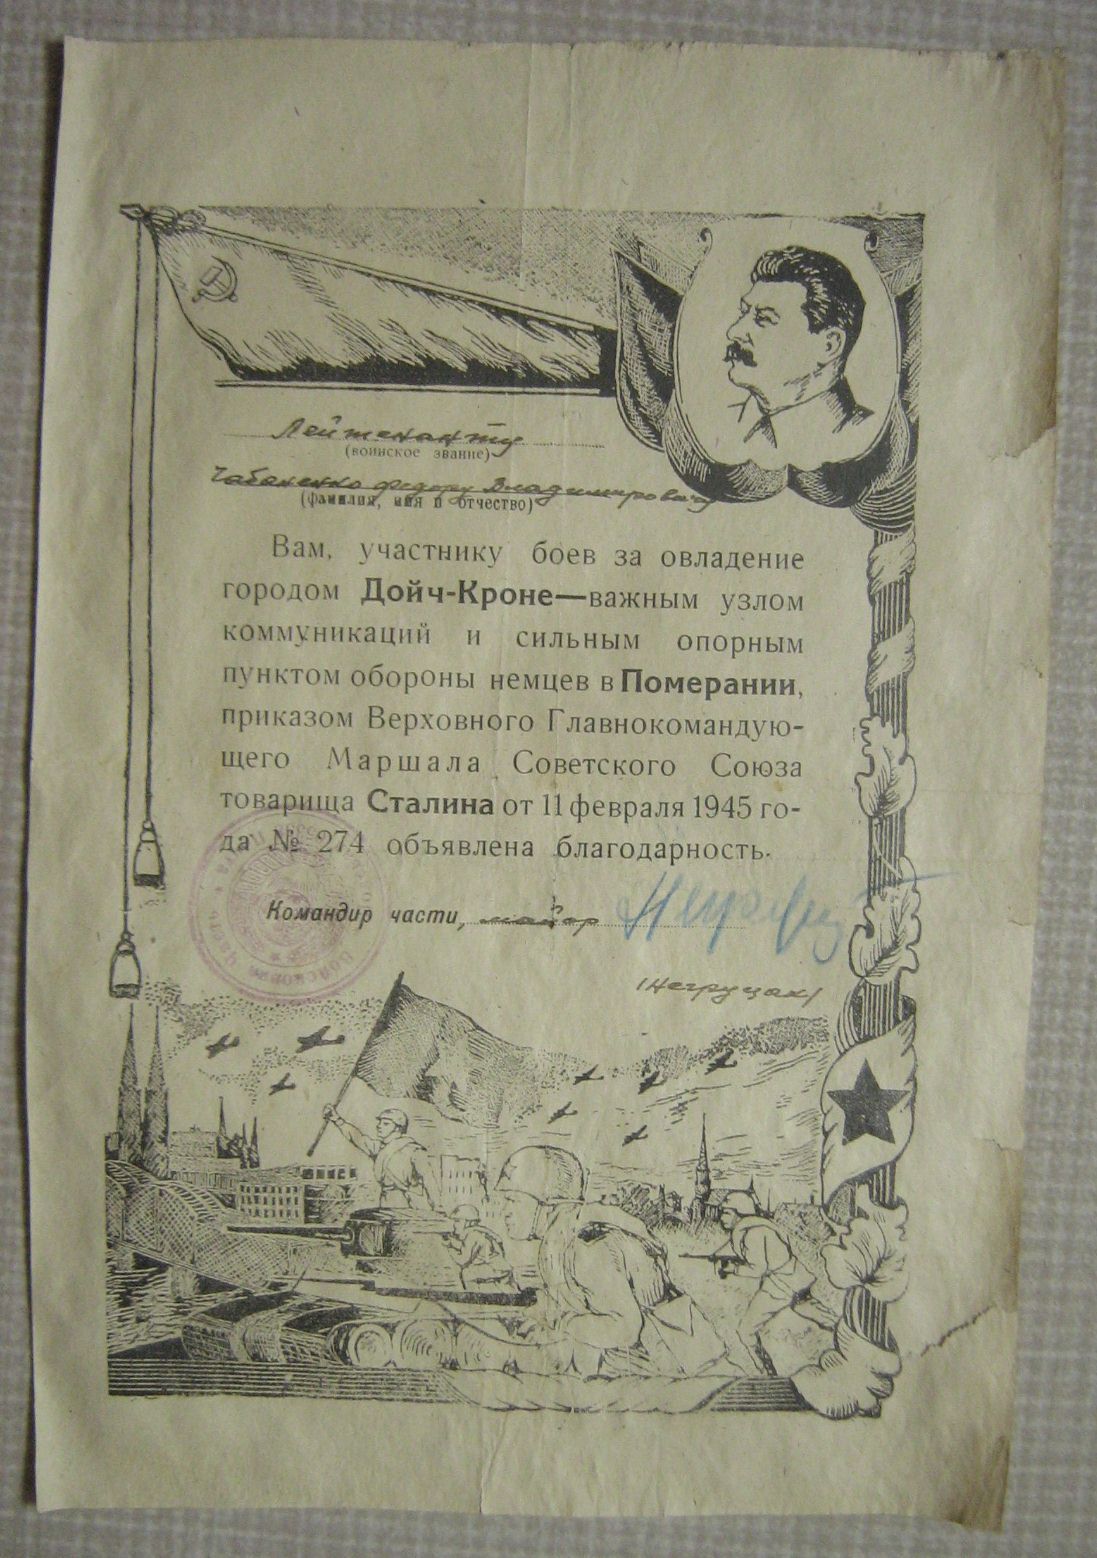 Лейтенанту
(воинское звание)
Чабаненко Федору Владимировичу
(фамилия, имя и отчество)
Вам, участнику боев за овладение
городом Дойч-Кроне—важным узлом
коммуникаций и сильным опорным
пунктом обороны немцев в Померании,
приказом Верховного Главнокомандую-
щего Маршала Советского Союза
товарища Сталина от 11 февраля 1945 го-
да № 274 объявлена благодарность.
Командир части, майор
(Негруцак)